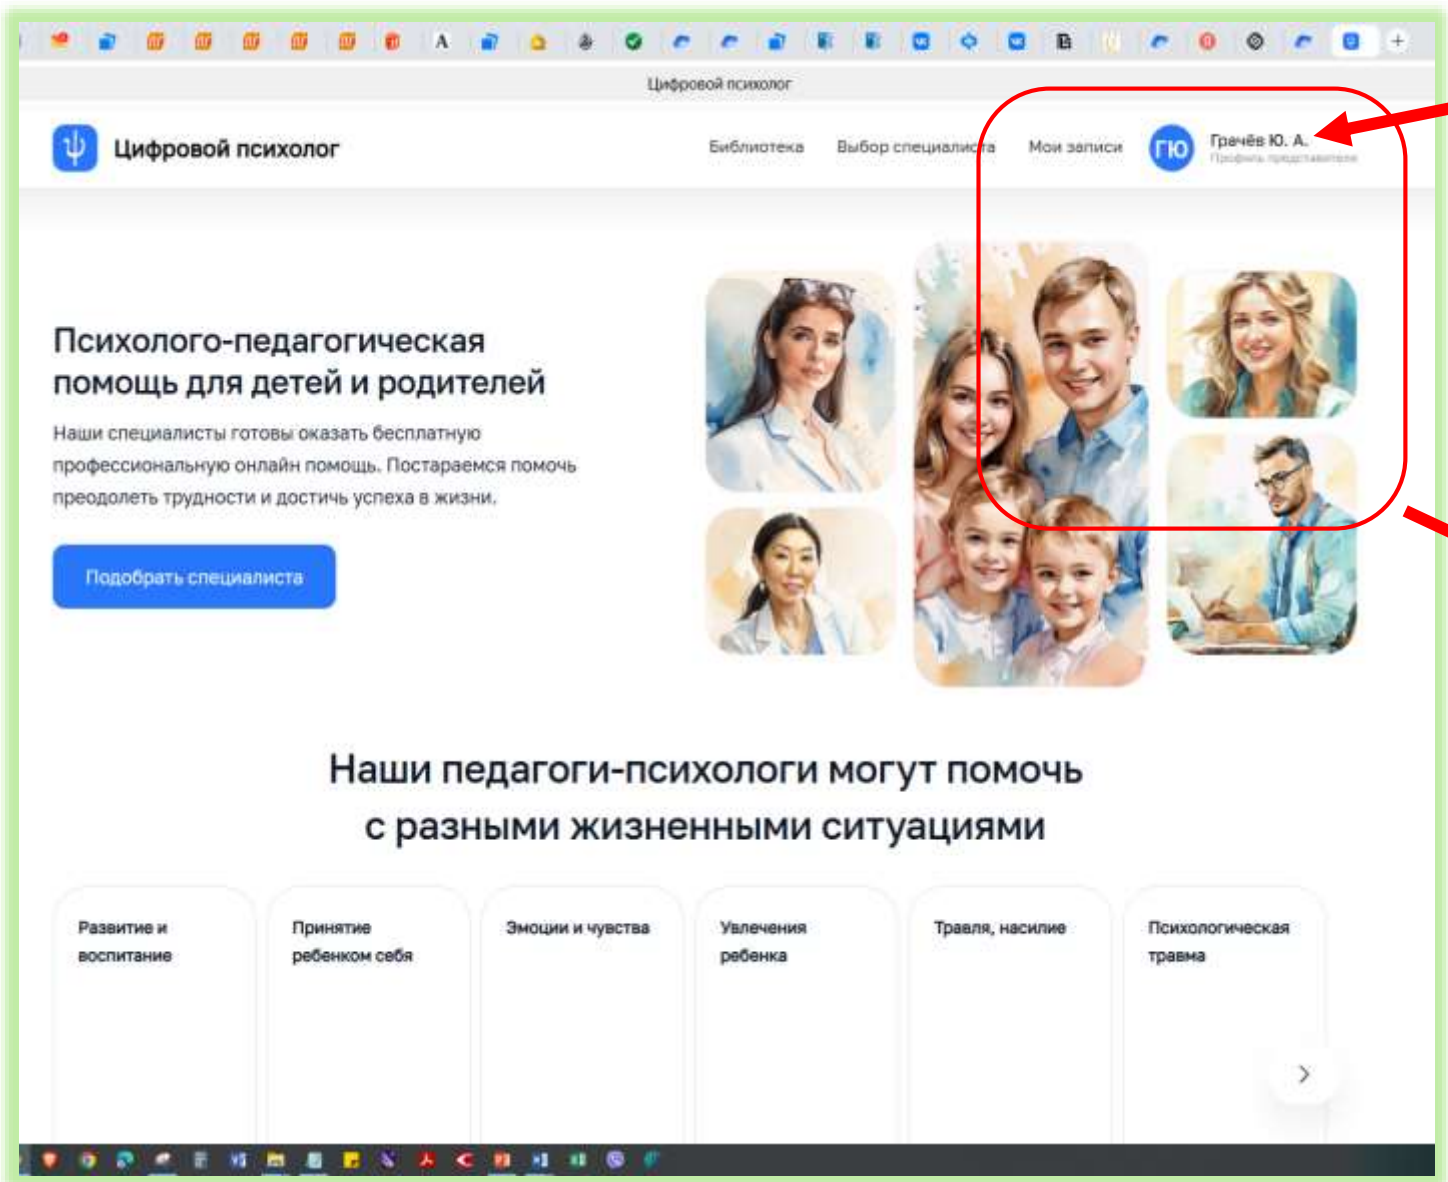 Цифровой психолог
Цифровой психолог
Библиотека Выбор специалиста Мои записи ГЮ Грачёв Ю. А.
Профиль представителя
Психолого-педагогическая
помощь для детей и родителей
Наши специалисты готовы оказать бесплатную
профессиональную онлайн помощь. Постараемся помочь
преодолеть трудности и достичь успеха в жизни.
Подобрать специалиста
Наши педагоги-психологи могут помочь
с разными жизненными ситуациями
Развитие и
воспитание
Принятие
ребенком себя
Эмоции и чувства
Увлечения
ребенка
Травля, насилие
Психологическая
травма